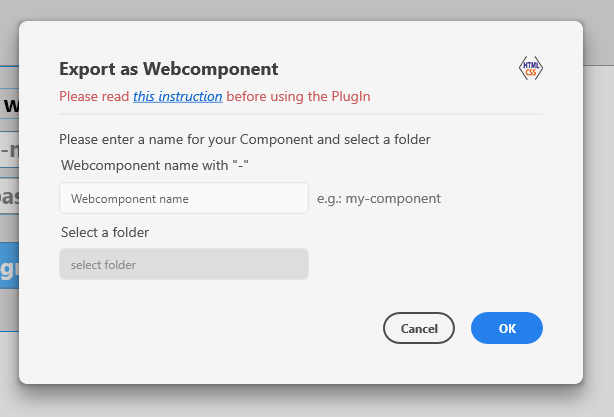 Export as Webcomponent
HTML
CSS
Please read this instruction before using the PlugIn
Please enter a name for your Component and select a folder
Webcomponent name with "-"
Webcomponent name
e.g.: my-component
Select a folder
select folder
Cancel
OK